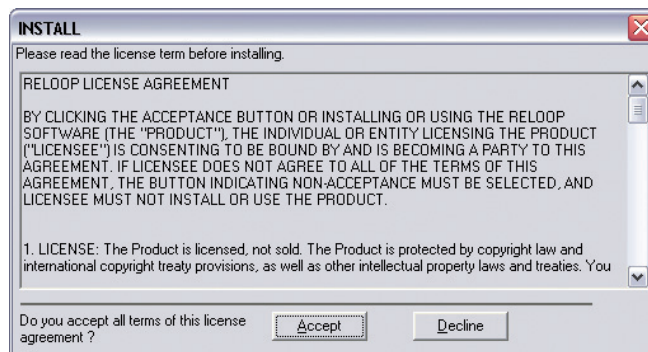 INSTALL
Please read the license term before installing.
RELOOP LICENSE AGREEMENT
BY CLICKING THE ACCEPTANCE BUTTON OR INSTALLING OR USING THE RELOOP
SOFTWARE (THE "PRODUCT"), THE INDIVIDUAL OR ENTITY LICENSING THE PRODUCT
("LICENSEE") IS CONSENTING TO BE BOUND BY AND IS BECOMING A PARTY TO THIS
AGREEMENT. IF LICENSEE DOES NOT AGREE TO ALL OF THE TERMS OF THIS
AGREEMENT, THE BUTTON INDICATING NON-ACCEPTANCE MUST BE SELECTED, AND
LICENSEE MUST NOT INSTALL OR USE THE PRODUCT.
1. LICENSE: The Product is licensed, not sold. The Product is protected by copyright law and
international copyright treaty provisions, as well as other intellectual property laws and treaties. You
Do you accept all terms of this license
agreement ?
Accept
Decline